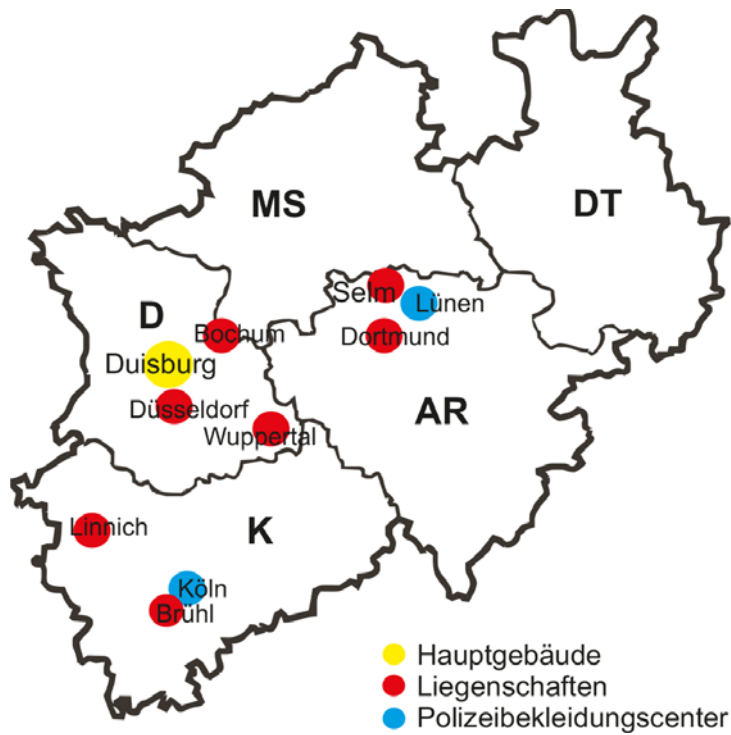 MS
DT
Selm
Lünen
D
Bochum
Dortmund
Duisburg
Düsseldorf
AR
Wuppertal
Linnich
K
Köln
Brühl
Hauptgebäude
Liegenschaften
Polizeibekleidungscenter